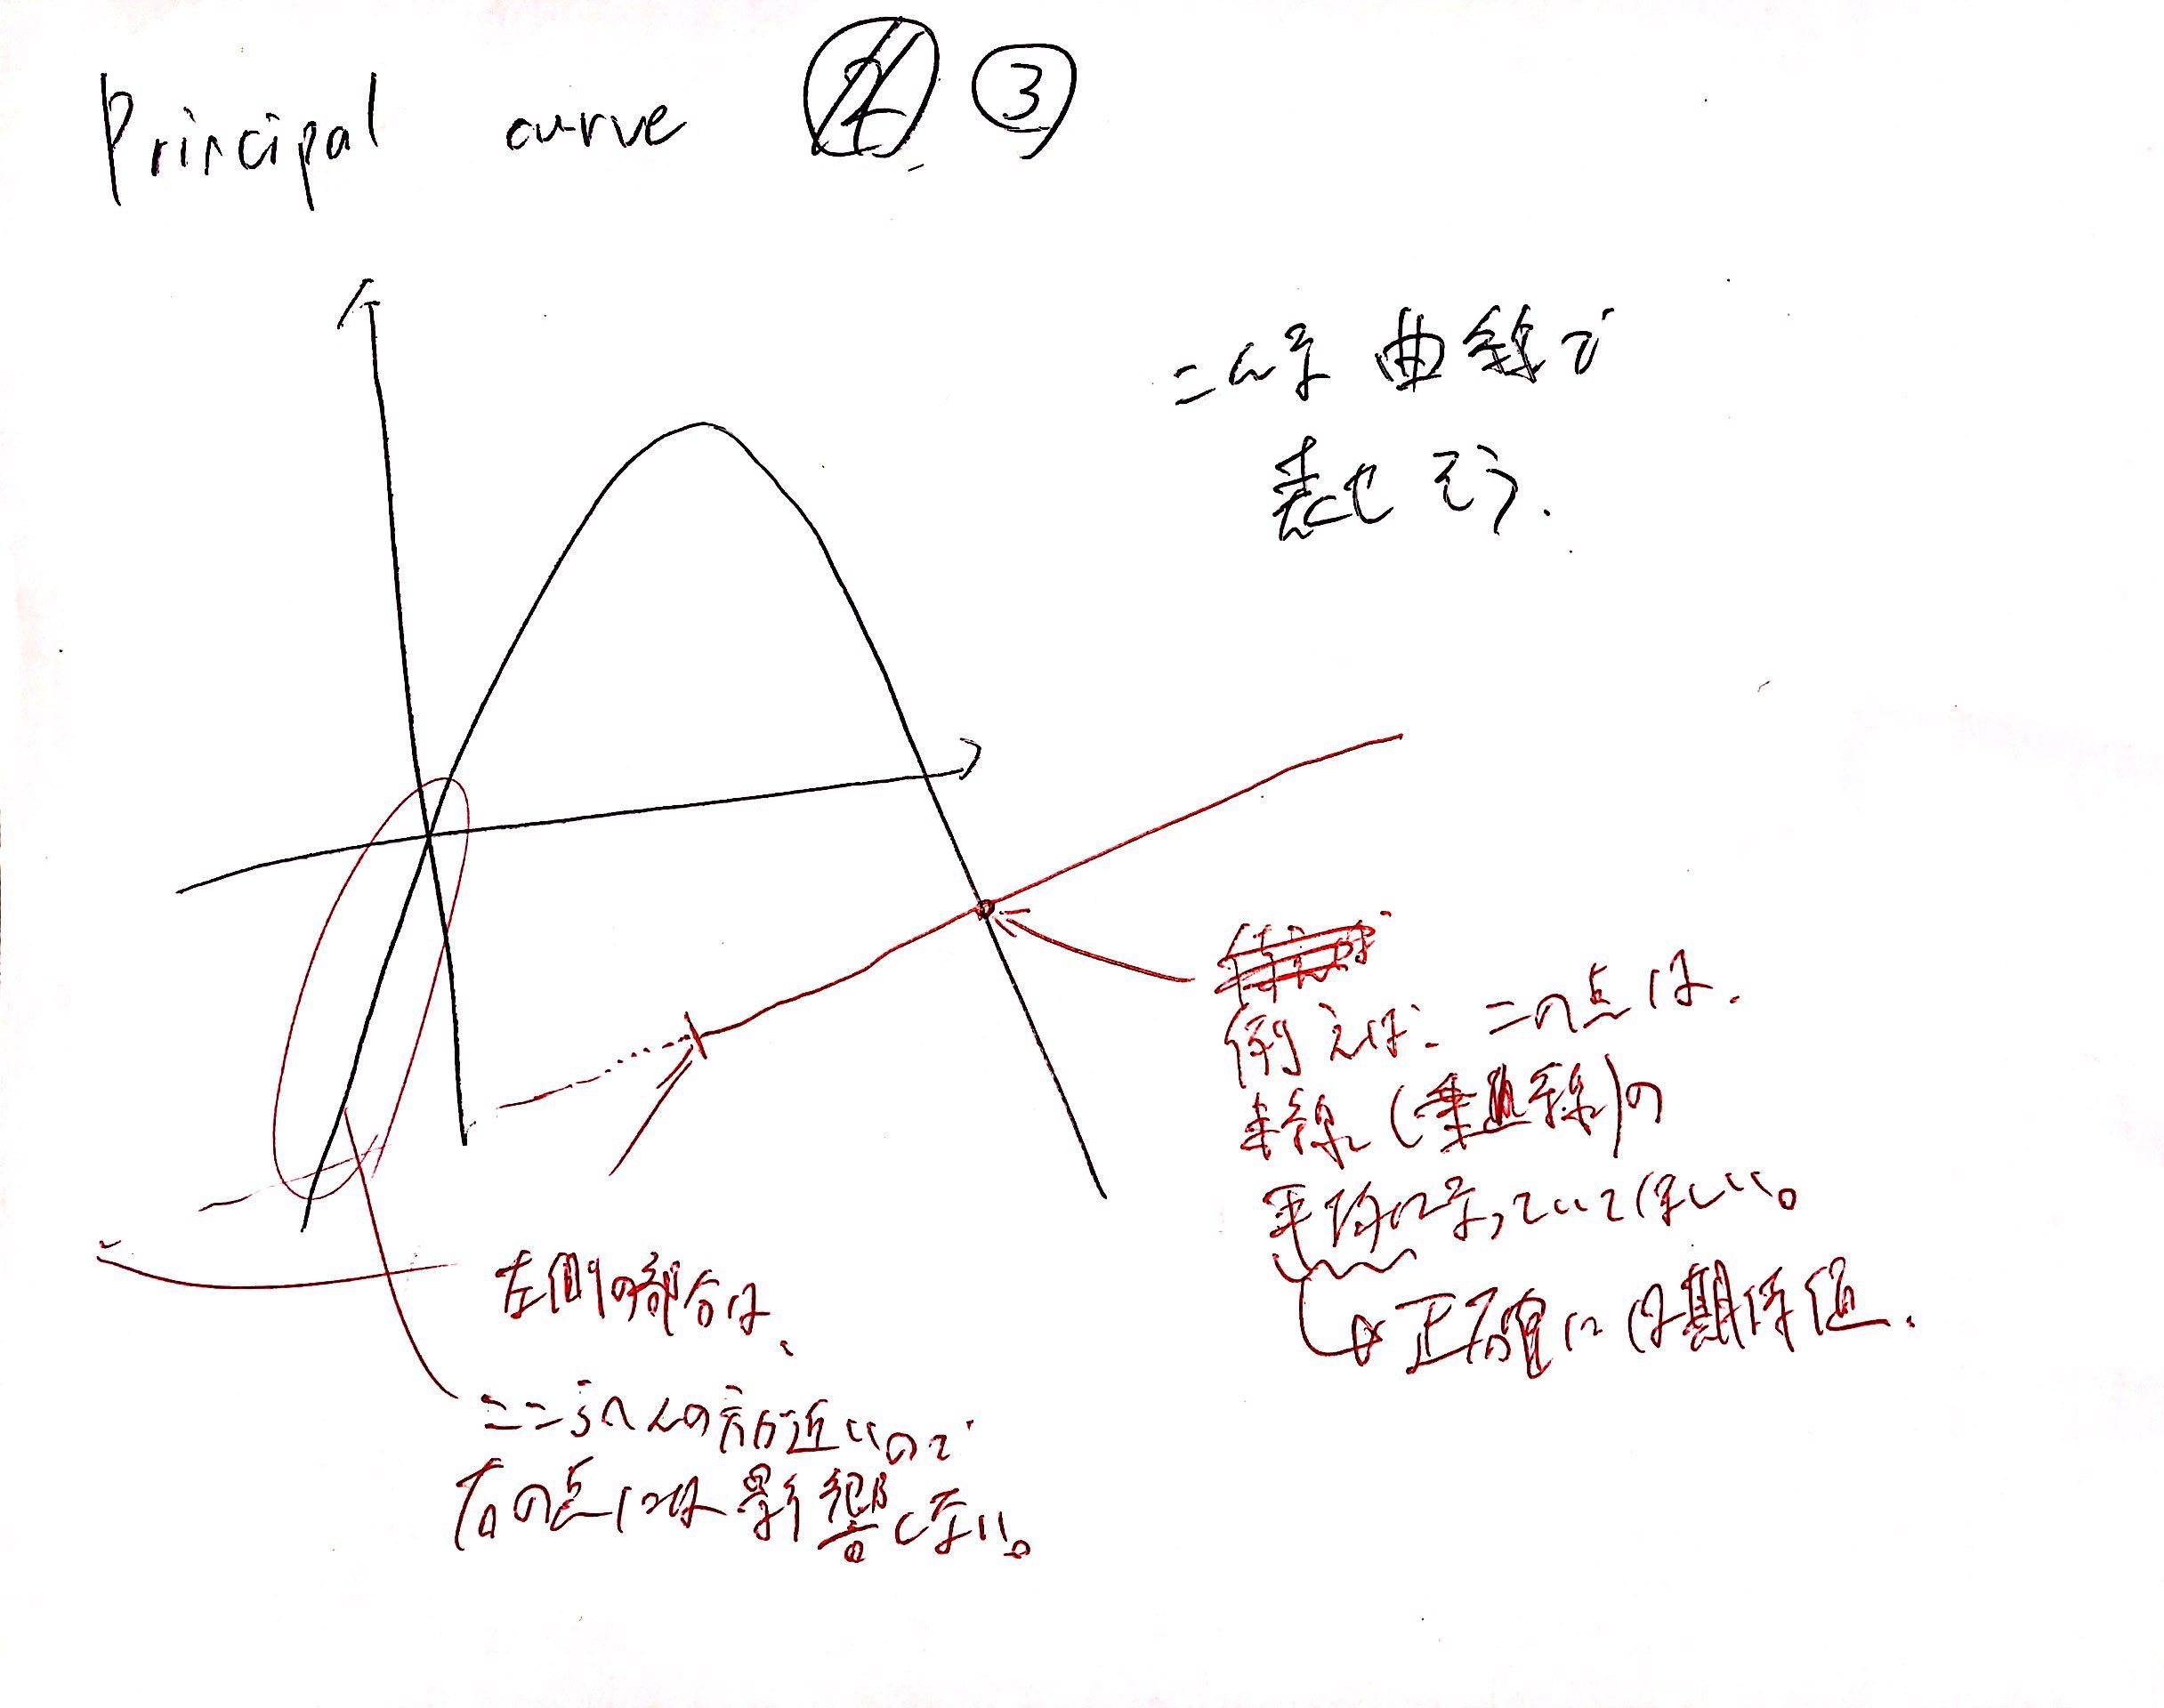 Principal curve ③
こんな曲線で
表せそう.
例えば、この点は.
半線(垂直線)の
平均になっていてほしい。
正確には期待値.
左側の部分は、
ここらへんの方が近いので
右の点には影響しない。